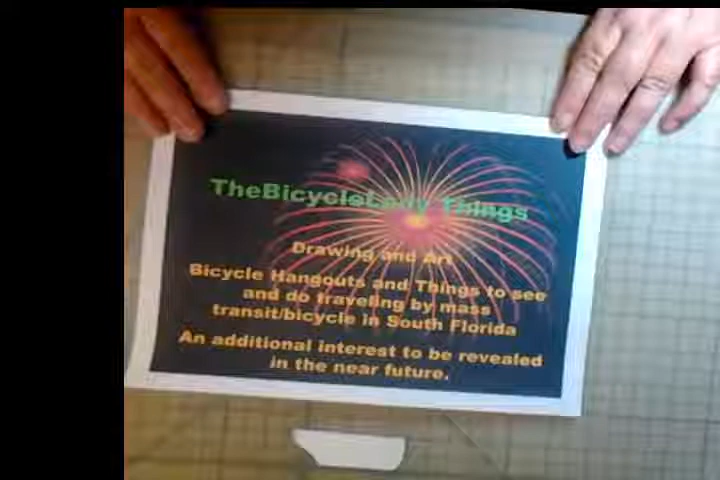 TheBicycleLady Things
Drawing and Art
Bicycle Hangouts and Things to see
and do traveling by mass
transit/bicycle in South Florida
An additional interest to be revealed
in the near future.